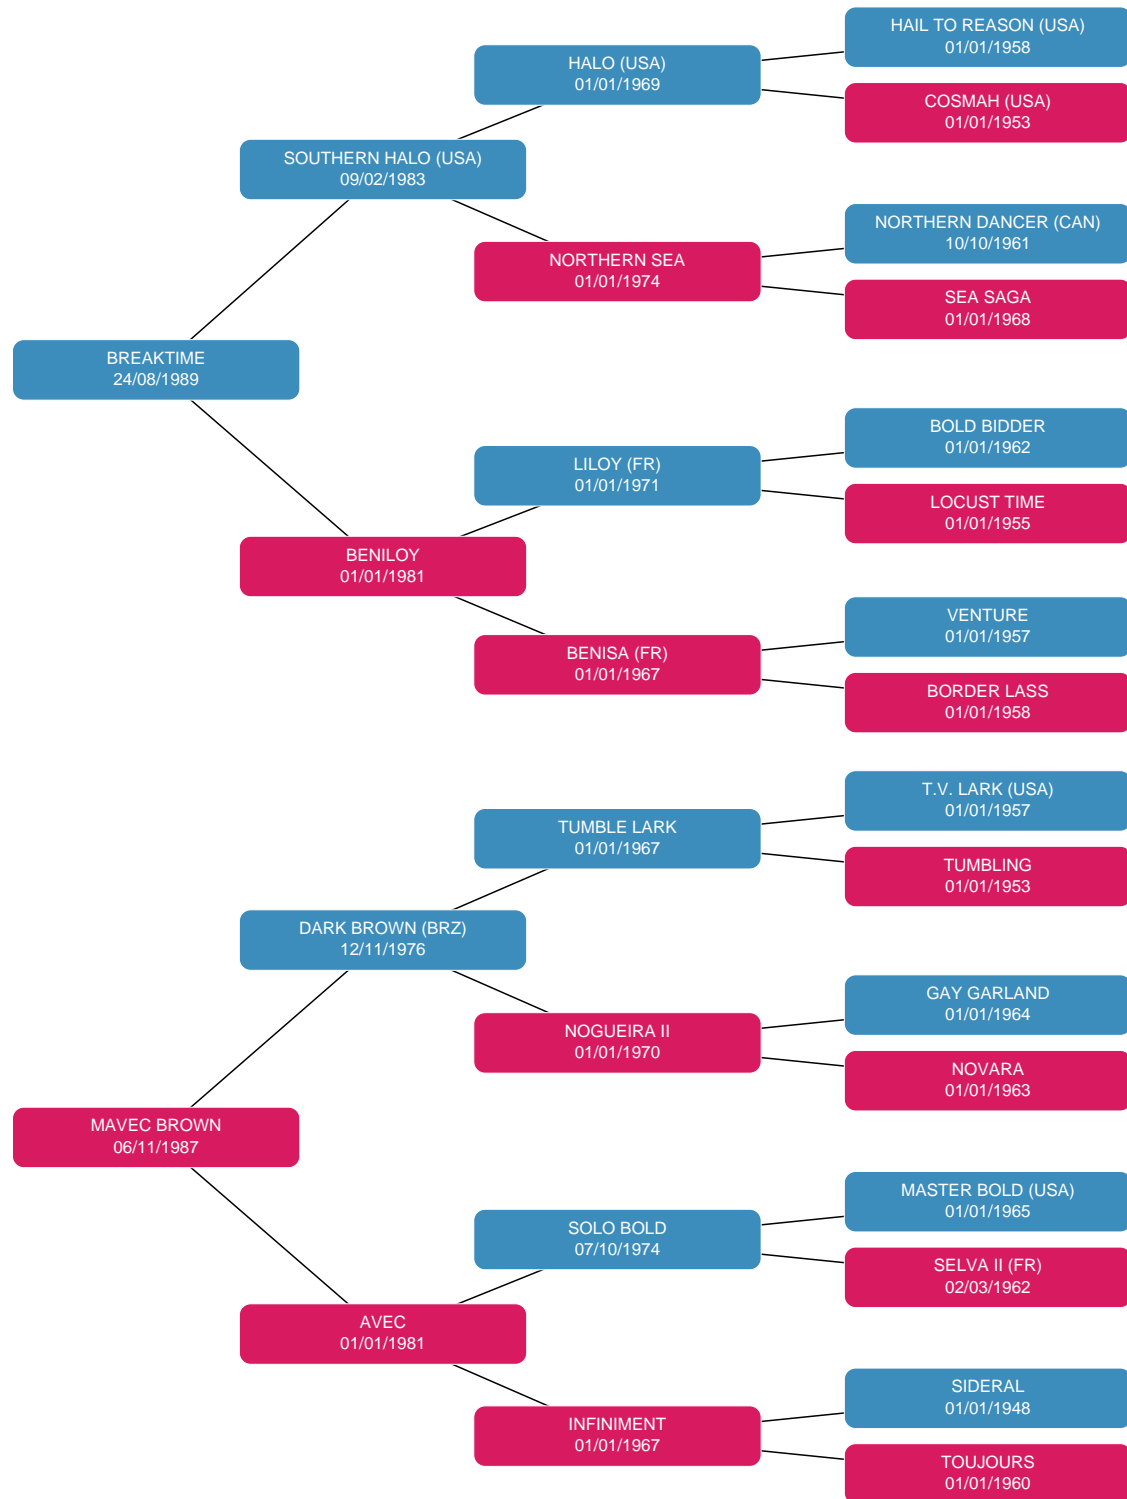 HAIL TO REASON (USA)
01/01/1958
HALO (USA)
01/01/1969
COSMAH (USA)
01/01/1953
SOUTHERN HALO (USA)
09/02/1983
NORTHERN DANCER (CAN)
10/10/1961
NORTHERN SEA
01/01/1974
SEA SAGA
01/01/1968
BREAKTIME
24/08/1989
BOLD BIDDER
01/01/1962
LILOY (FR)
01/01/1971
LOCUST TIME
01/01/1955
BENILOY
01/01/1981
VENTURE
01/01/1957
BENISA (FR)
01/01/1967
BORDER LASS
01/01/1958
T.V. LARK (USA)
01/01/1957
TUMBLE LARK
01/01/1967
TUMBLING
01/01/1953
DARK BROWN (BRZ)
12/11/1976
GAY GARLAND
01/01/1964
NOGUEIRA II
01/01/1970
NOVARA
01/01/1963
MAVEC BROWN
06/11/1987
MASTER BOLD (USA)
01/01/1965
SOLO BOLD
07/10/1974
SELVA II (FR)
02/03/1962
AVEC
01/01/1981
SIDERAL
01/01/1948
INFINIMENT
01/01/1967
TOUJOURS
01/01/1960